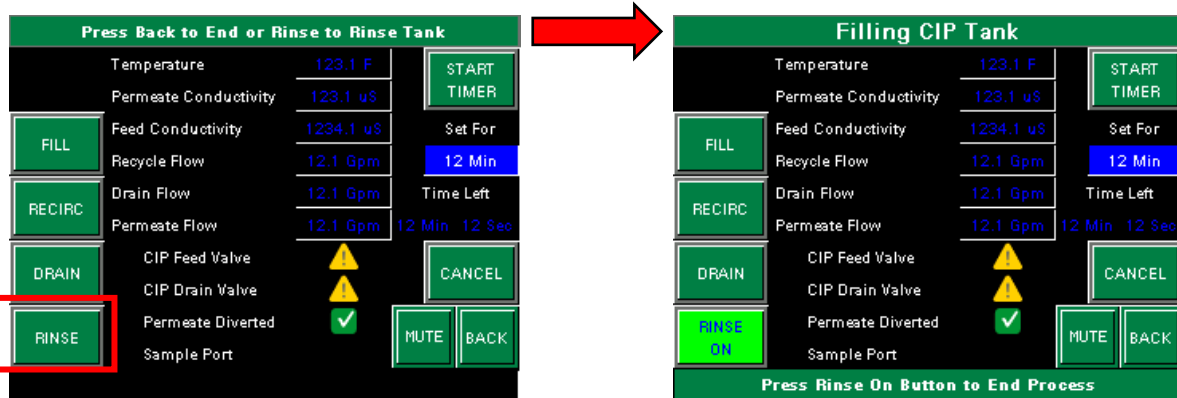 Press Back to End or Rinse to Rinse Tank
Temperature 123.1 F START
Permeate Conductivity 123.1 uS TIMER
FILL Feed Conductivity 1234.1 uS Set For
Recycle Flow 12.1 Gpm 12 Min
RECIRC Drain Flow 12.1 Gpm Time Left
Permeate Flow 12.1 Gpm 12 Min 12 Sec
DRAIN CIP Feed Valve CANCEL
CIP Drain Valve
RINSE Permeate Diverted MUTE BACK
Sample Port
Filling CIP Tank
Temperature 123.1 F START
Permeate Conductivity 123.1 uS TIMER
FILL Feed Conductivity 1234.1 uS Set For
Recycle Flow 12.1 Gpm 12 Min
RECIRC Drain Flow 12.1 Gpm Time Left
Permeate Flow 12.1 Gpm 12 Min 12 Sec
DRAIN CIP Feed Valve CANCEL
CIP Drain Valve
RINSE Permeate Diverted MUTE BACK
ON Sample Port
Press Rinse On Button to End Process